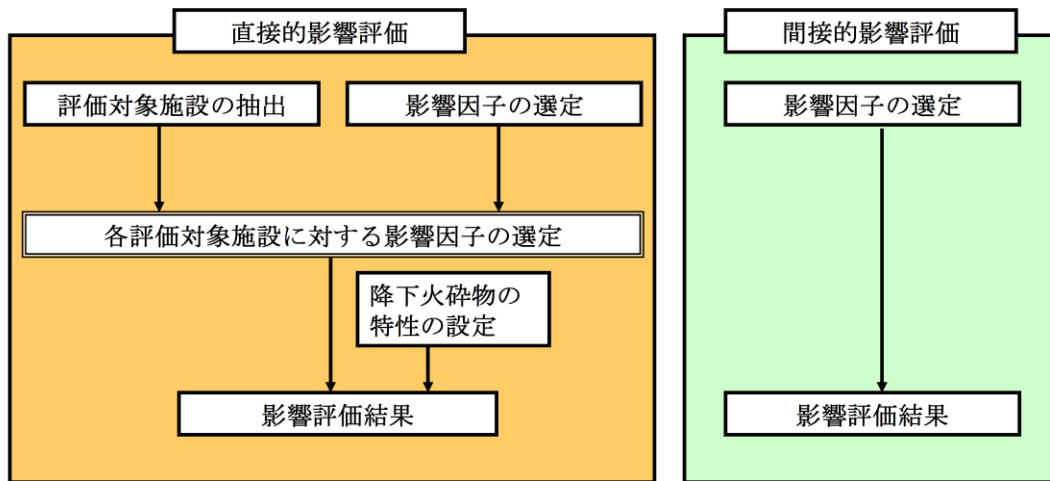 直接的影響評価
評価対象施設の抽出
影響因子の選定
各評価対象施設に対する影響因子の選定
降下火砕物の
特性の設定
影響評価結果
間接的影響評価
影響因子の選定
影響評価結果